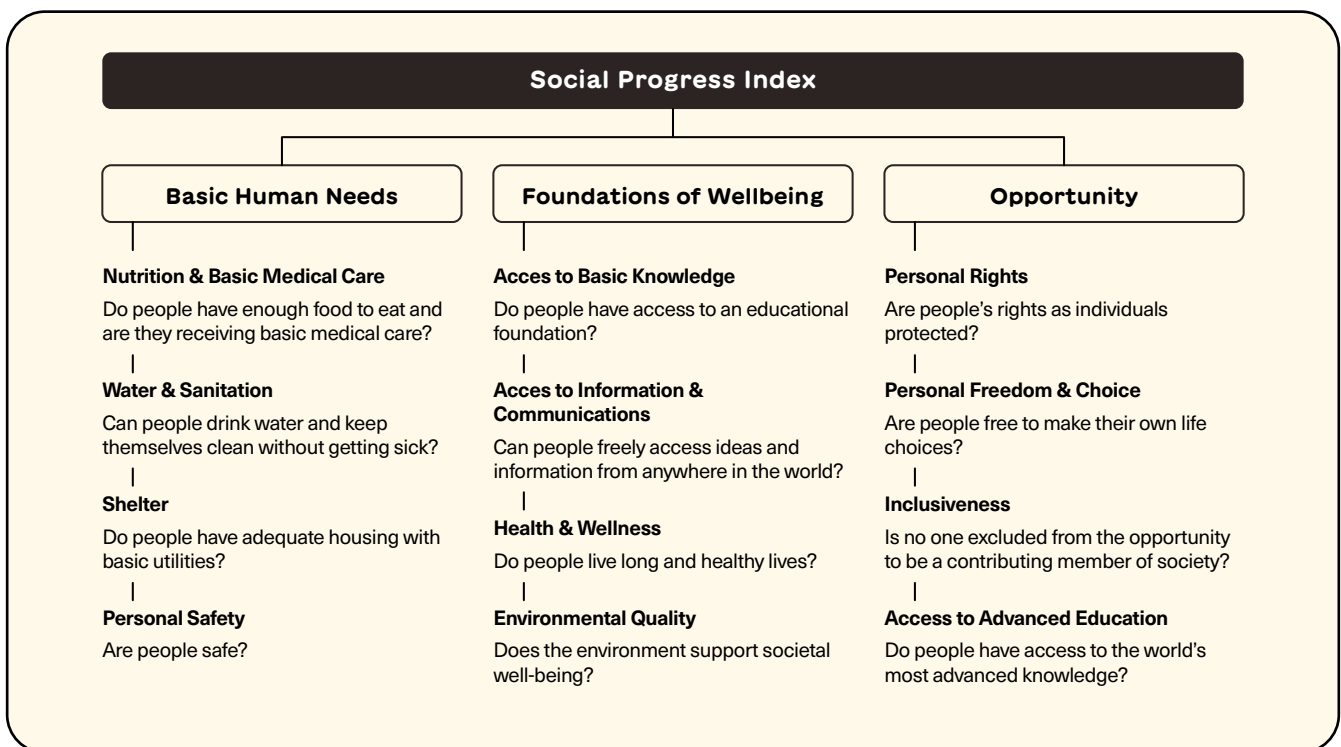 Social Progress Index
Basic Human Needs
Nutrition & Basic Medical Care
Do people have enough food to eat and
are they receiving basic medical care?
Water & Sanitation
Can people drink water and keep
themselves clean without getting sick?
Shelter
Do people have adequate housing with
basic utilities?
Personal Safety
Are people safe?
Foundations of Wellbeing
Acces to Basic Knowledge
Do people have access to an educational
foundation?
Acces to Information &
Communications
Can people freely access ideas and
information from anywhere in the world?
Health & Wellness
Do people live long and healthy lives?
Environmental Quality
Does the environment support societal
well-being?
Opportunity
Personal Rights
Are people’s rights as individuals
protected?
Personal Freedom & Choice
Are people free to make their own life
choices?
Inclusiveness
Is no one excluded from the opportunity
to be a contributing member of society?
Access to Advanced Education
Do people have access to the world’s
most advanced knowledge?